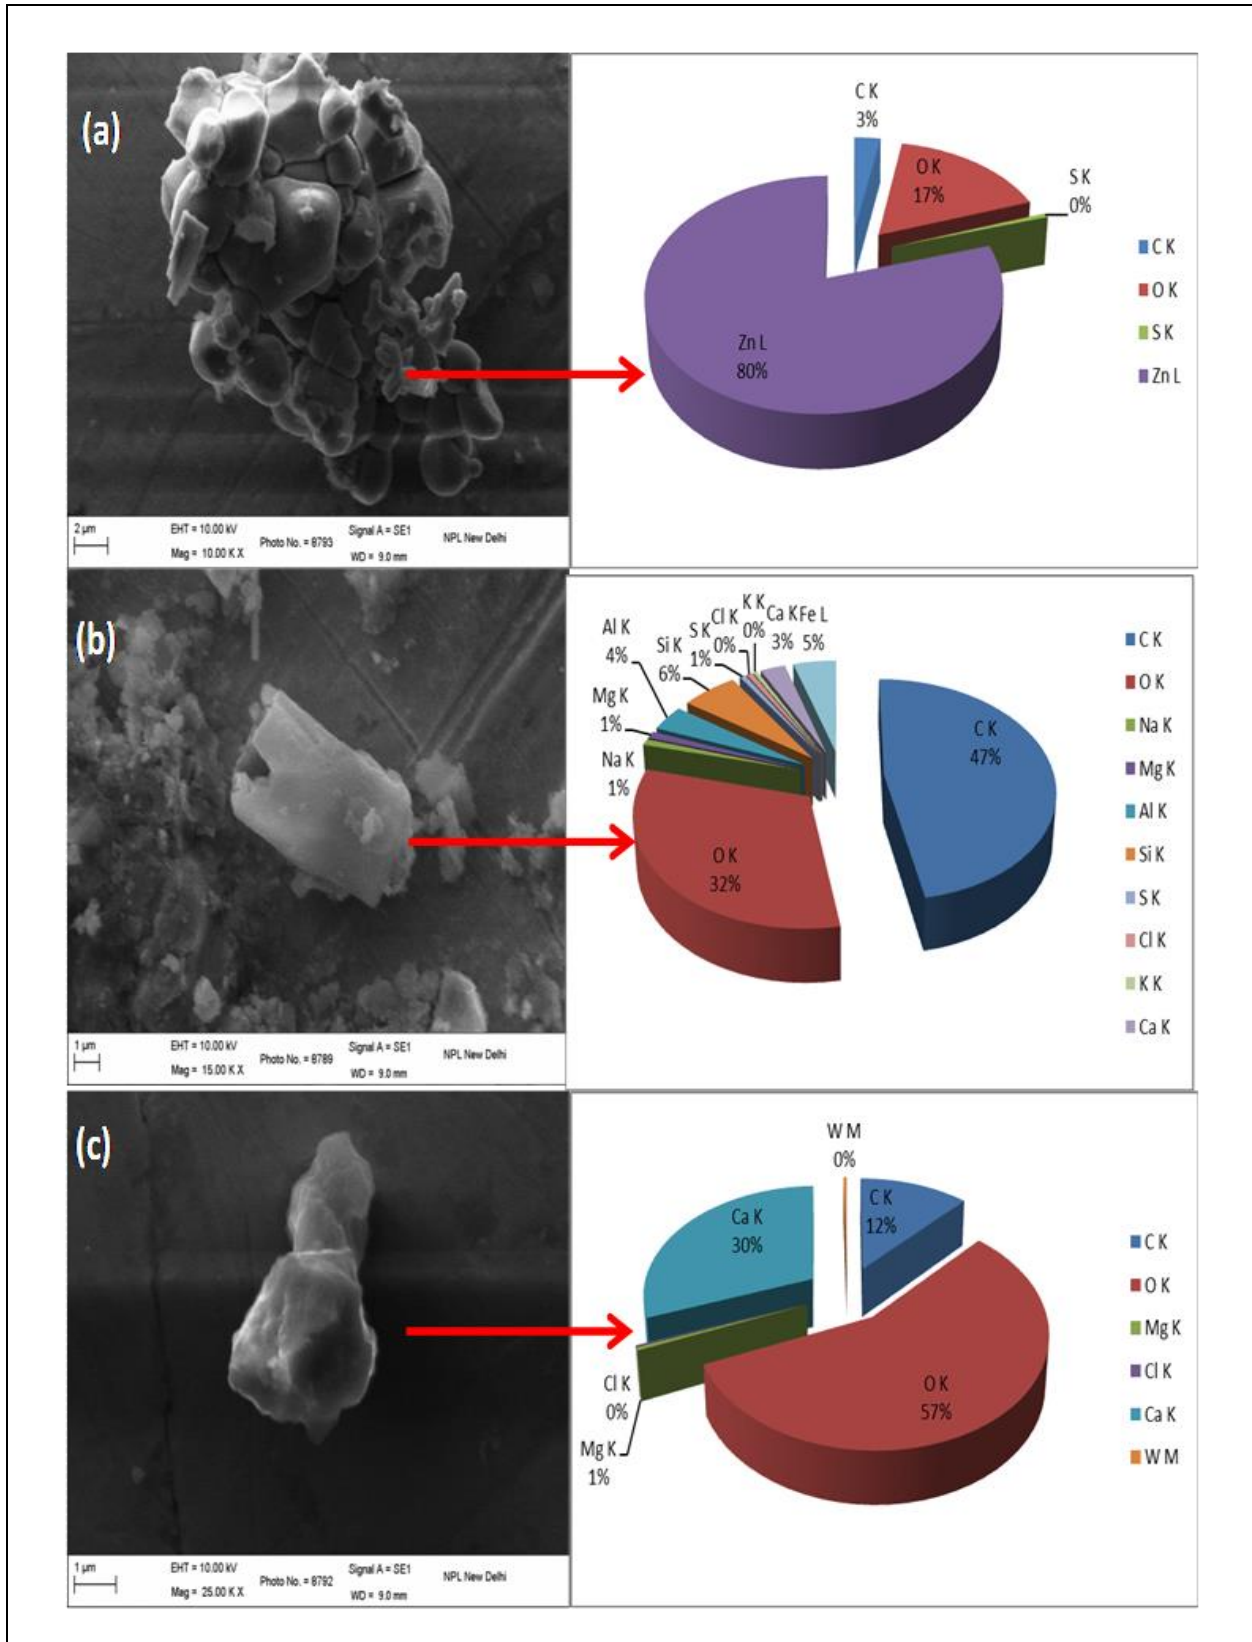 (a)
C K
3%
O K
17%
S K
0%
Zn L
80%
C K
O K
S K
Zn L
2 µm
EHT = 10.00 kV
Signal A = SE1
Mag = 10.00 K X
Photo No. = 8793
WD = 9.0 mm
NPL New Delhi
(b)
Al K
4%
Si K
6%
S K
1%
Cl K
0%
K K
0%
Ca K
3%
Fe L
5%
Mg K
1%
Na K
1%
C K
47%
O K
32%
C K
O K
Na K
Mg K
Al K
Si K
S K
Cl K
K K
Ca K
1 µm
EHT = 10.00 kV
Signal A = SE1
Mag = 15.00 K X
Photo No. = 8789
WD = 9.0 mm
NPL New Delhi
(c)
W M
0%
C K
12%
Ca K
30%
O K
57%
Cl K
0%
Mg K
1%
C K
O K
Mg K
Cl K
Ca K
W M
1 µm
EHT = 10.00 kV
Signal A = SE1
Mag = 25.00 K X
Photo No. = 8792
WD = 9.0 mm
NPL New Delhi